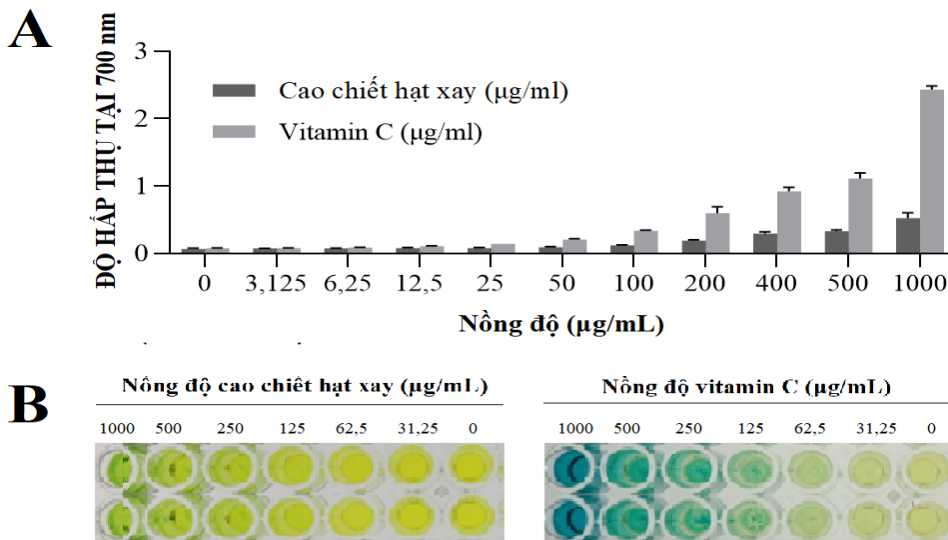 A
ĐỘ HẤP THỤ TẠI 700 nm
3
2
1
0
Cao chiết hạt xay (µg/ml)
Vitamin C (µg/ml)
0 3,125 6,25 12,5 25 50 100 200 400 500 1000
Nồng độ (µg/mL)
B
Nồng độ cao chiết hạt xay (µg/mL)
1000 500 250 125 62,5 31,25 0
Nồng độ vitamin C (µg/mL)
1000 500 250 125 62,5 31,25 0